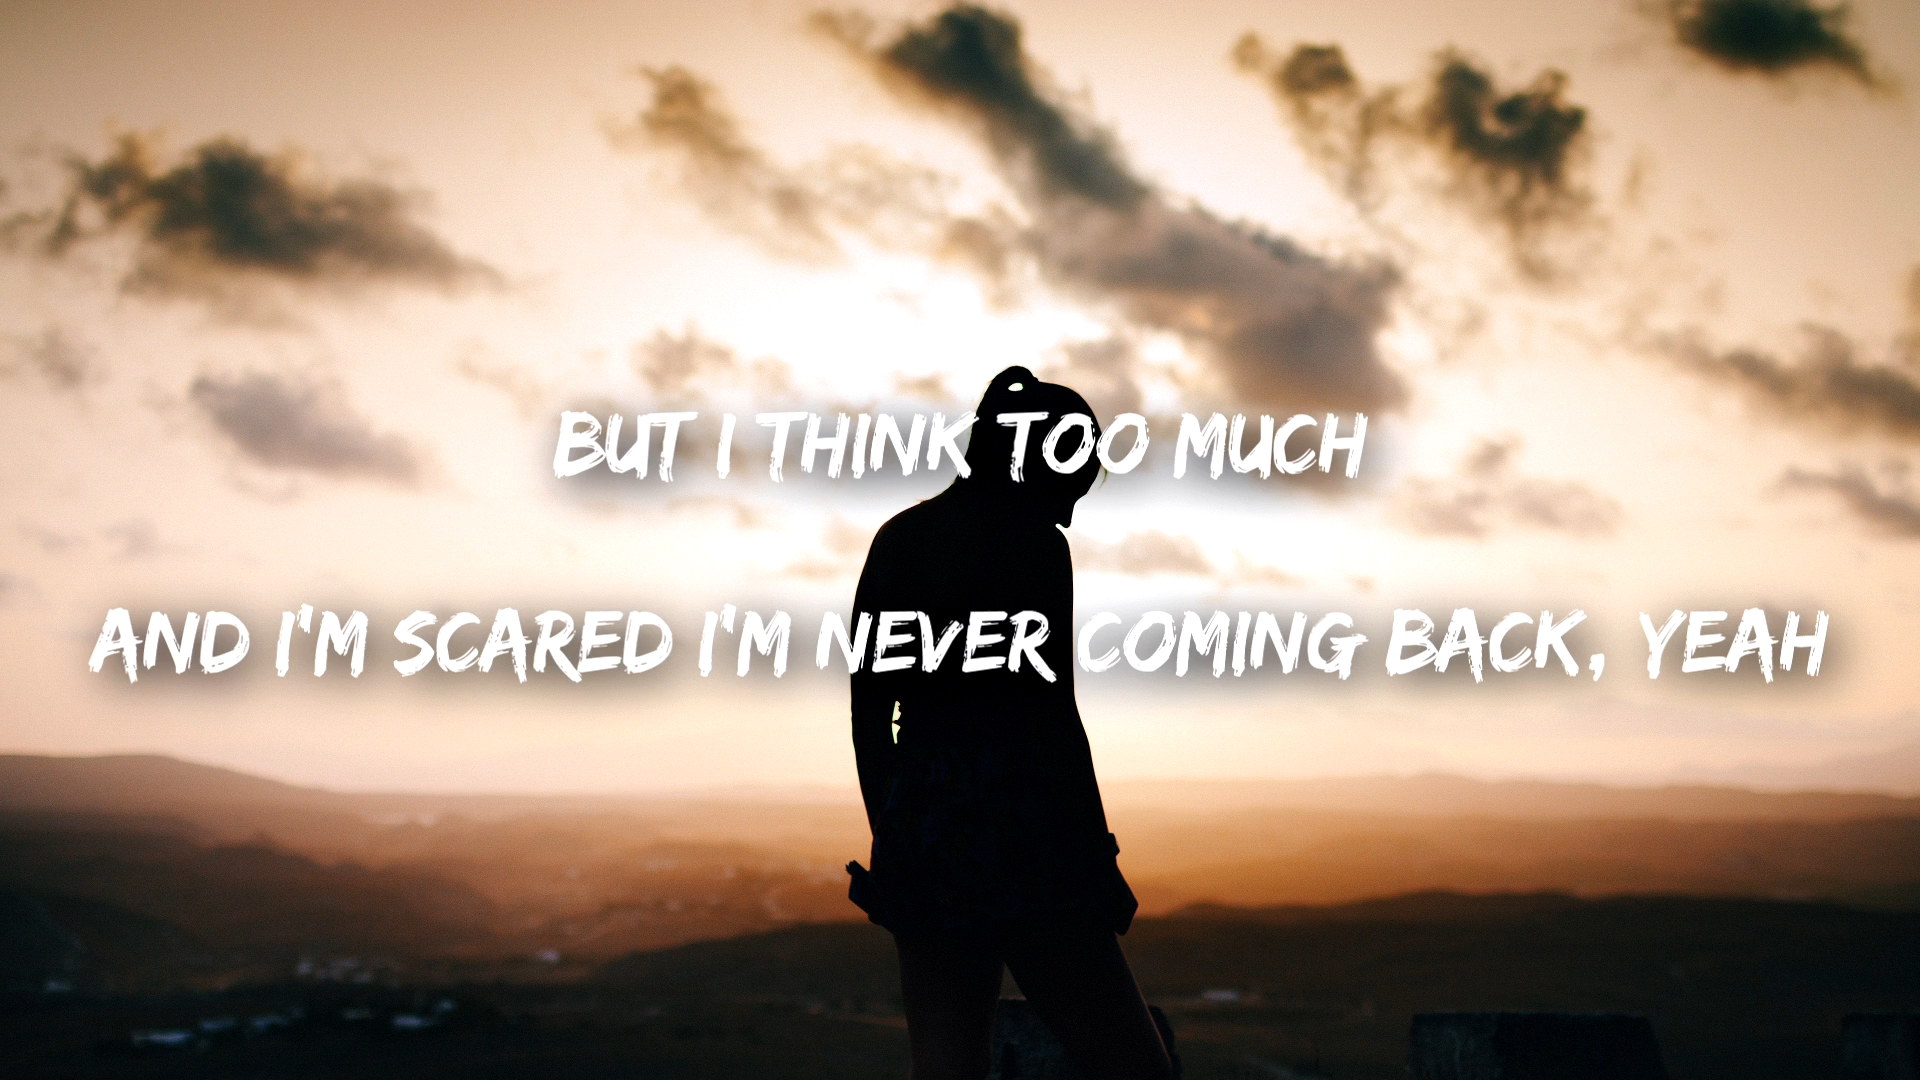 BUT I THINK TOO MUCH
AND I'M SCARED I'M NEVER COMING BACK, YEAH